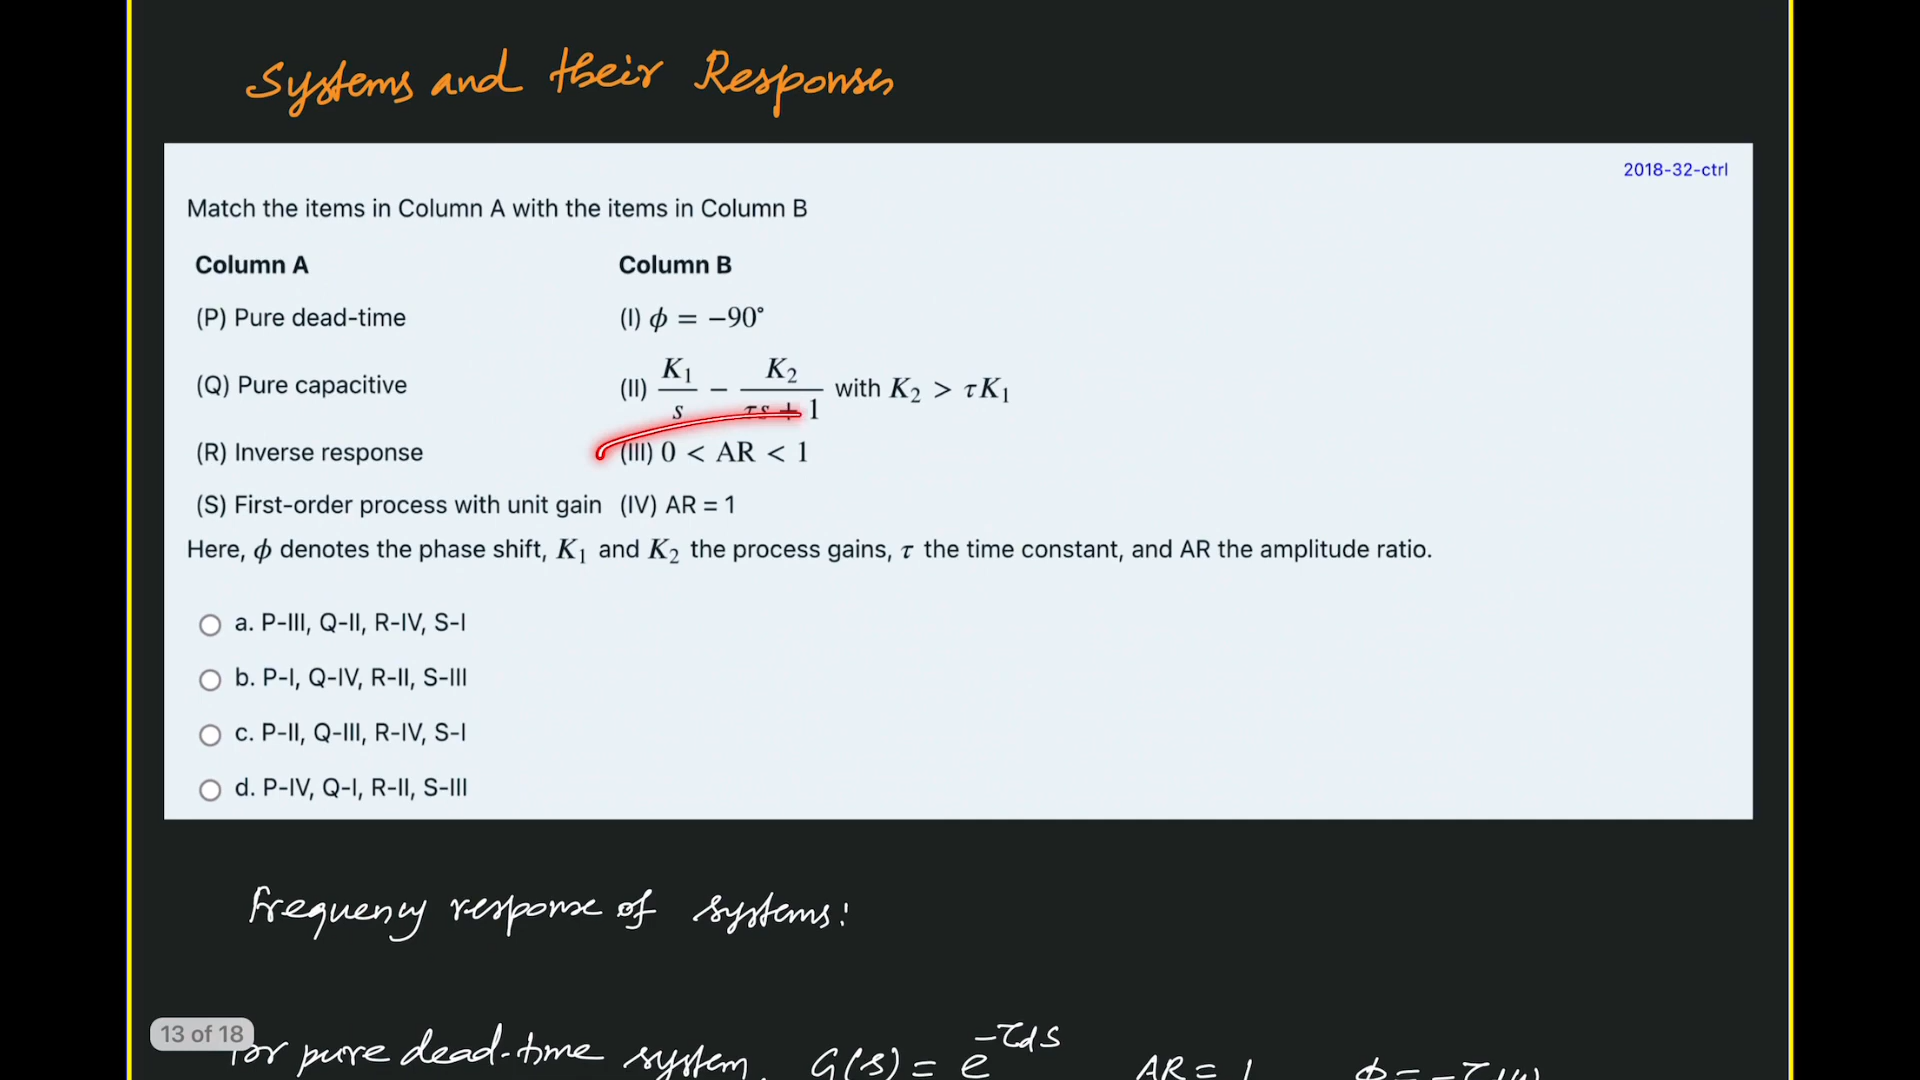 Systems and their Responses
2018-32-ctrl
Match the items in Column A with the items in Column B
Column A Column B
(P) Pure dead-time (I) ϕ = −90°
(Q) Pure capacitive (II) K₁/s − K₂/(τs + 1) with K₂ > τK₁
(R) Inverse response (III) 0 < AR < 1
(S) First-order process with unit gain (IV) AR = 1
Here, ϕ denotes the phase shift, K₁ and K₂ the process gains, τ the time constant, and AR the amplitude ratio.
a. P-III, Q-II, R-IV, S-I
b. P-I, Q-IV, R-II, S-III
c. P-II, Q-III, R-IV, S-I
d. P-IV, Q-I, R-II, S-III
Frequency response of systems:
13 of 18
For pure dead-time system, G(s) = e^(-τds) AR = 1 ϕ = -τdω